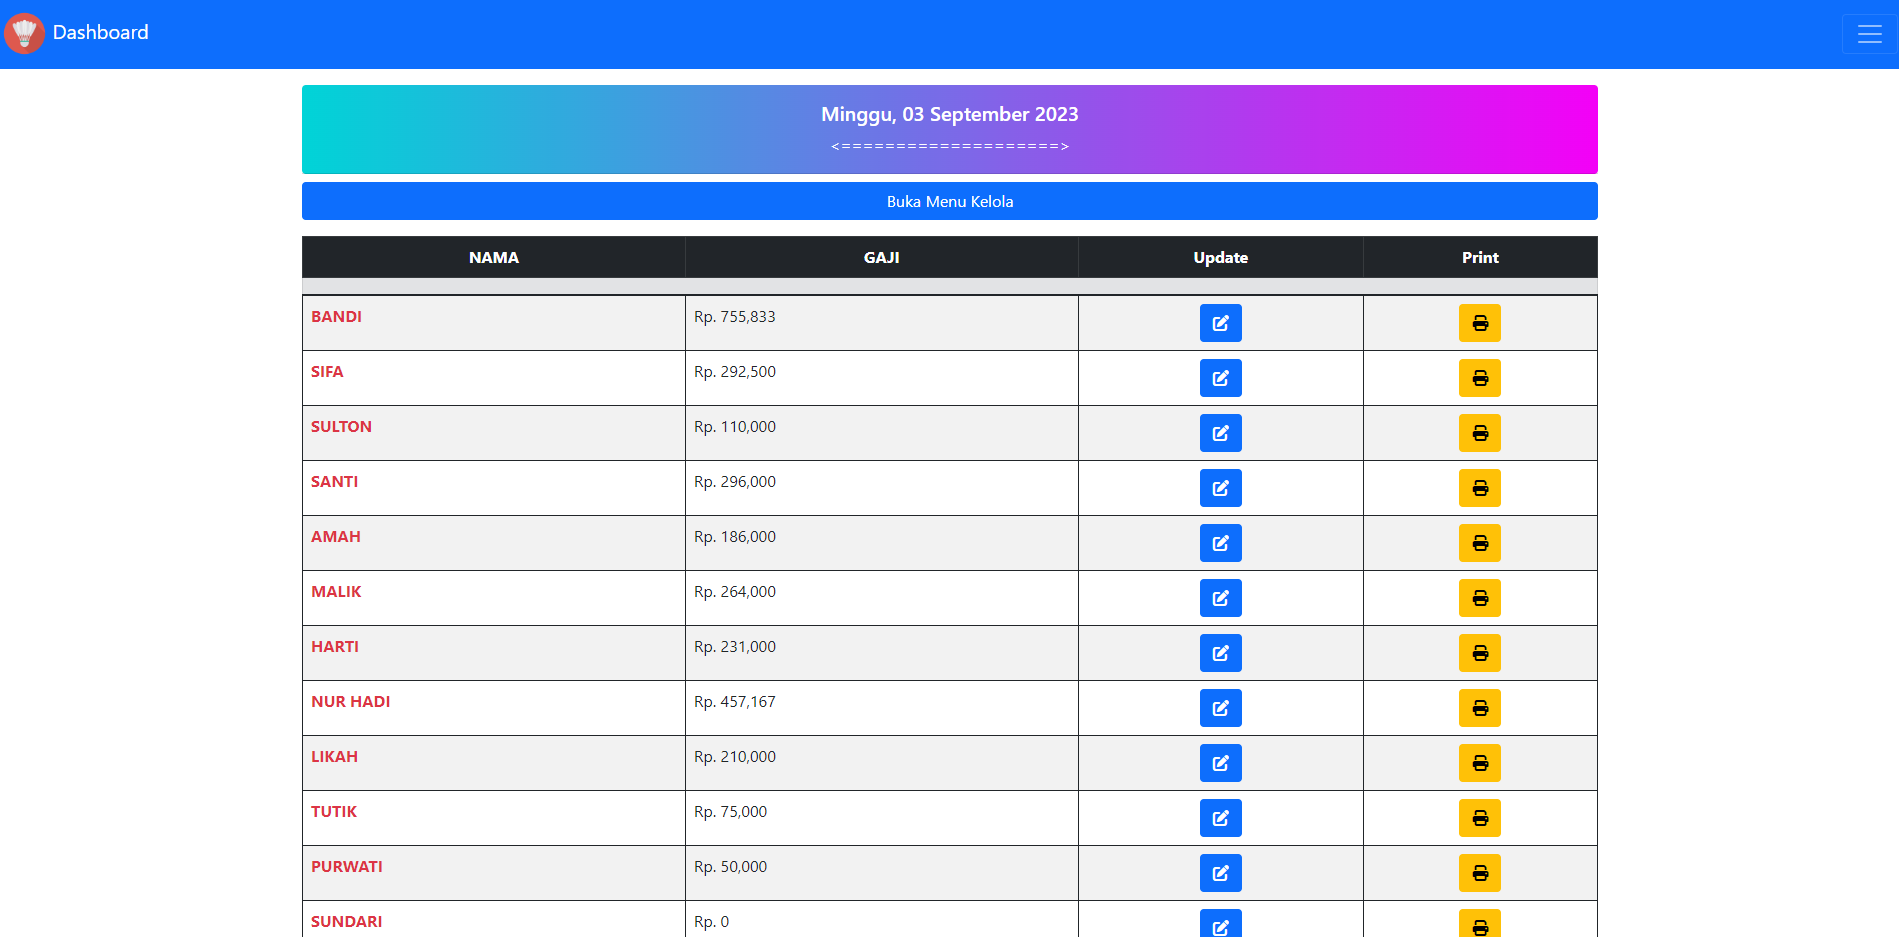 Dashboard
Minggu, 03 September 2023
<====================>
Buka Menu Kelola
NAMA GAJI Update Print
BANDI Rp. 755,833
SIFA Rp. 292,500
SULTON Rp. 110,000
SANTI Rp. 296,000
AMAH Rp. 186,000
MALIK Rp. 264,000
HARTI Rp. 231,000
NUR HADI Rp. 457,167
LIKAH Rp. 210,000
TUTIK Rp. 75,000
PURWATI Rp. 50,000
SUNDARI Rp. 0